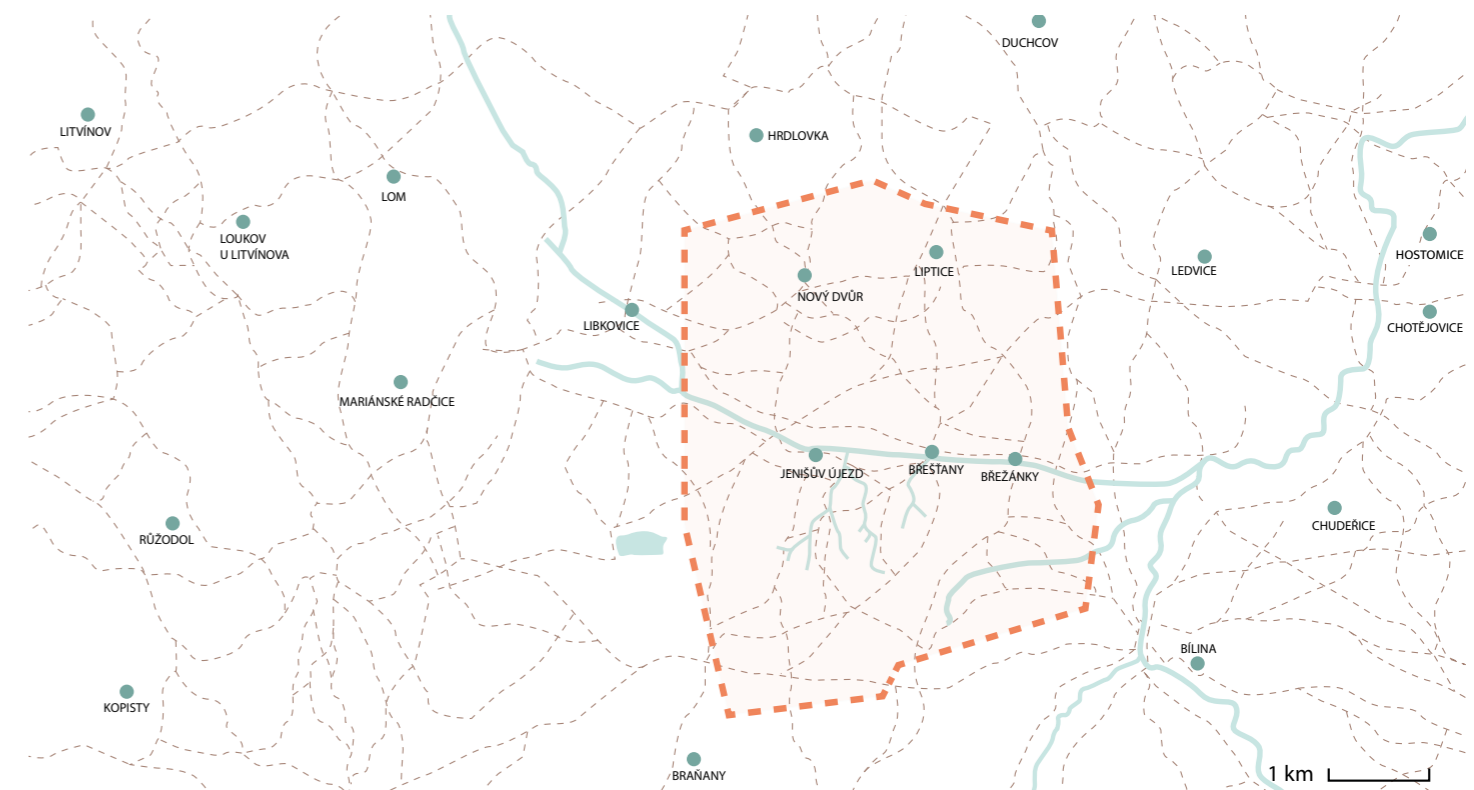 DUCHCOV
LITVÍNOV
HRDLOVKA
LOM
LOUKOV
U LITVÍNOVA
HOSTOMICE
LIPTICE
LEDVICE
NOVÝ DVŮR
LIBKOVICE
CHOTĚJOVICE
MARIÁNSKÉ RADČICE
JENIŠŮV ÚJEZD
BŘEŠŤANY
BŘEŽÁNKY
CHUDEŘICE
RŮŽODOL
BÍLINA
KOPISTY
BRAŇANY
1 km